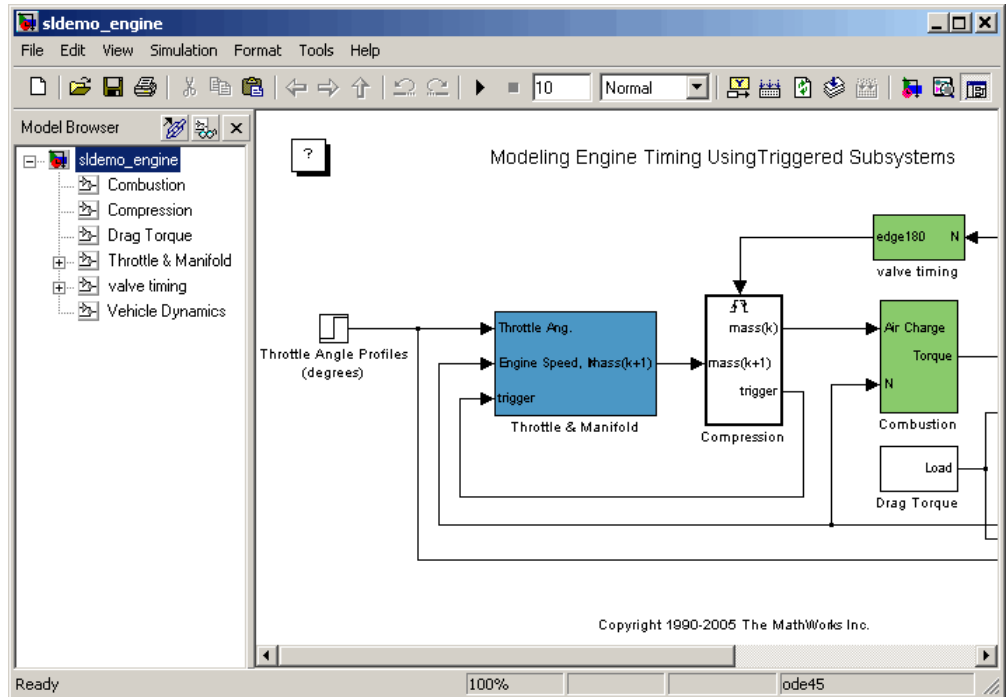 sldemo_engine
File Edit View Simulation Format Tools Help
10 Normal
Model Browser
sldemo_engine
Combustion
Compression
Drag Torque
Throttle & Manifold
valve timing
Vehicle Dynamics
?
Modeling Engine Timing UsingTriggered Subsystems
edge180 N
valve timing
Throttle Angle Profiles
(degrees)
Throttle Ang.
Engine Speed, mass(k+1)
trigger
Throttle & Manifold
mass(k)
mass(k+1)
trigger
Compression
Air Charge
Torque
N
Combustion
Load
Drag Torque
Copyright 1990-2005 The MathWorks Inc.
Ready 100% ode45